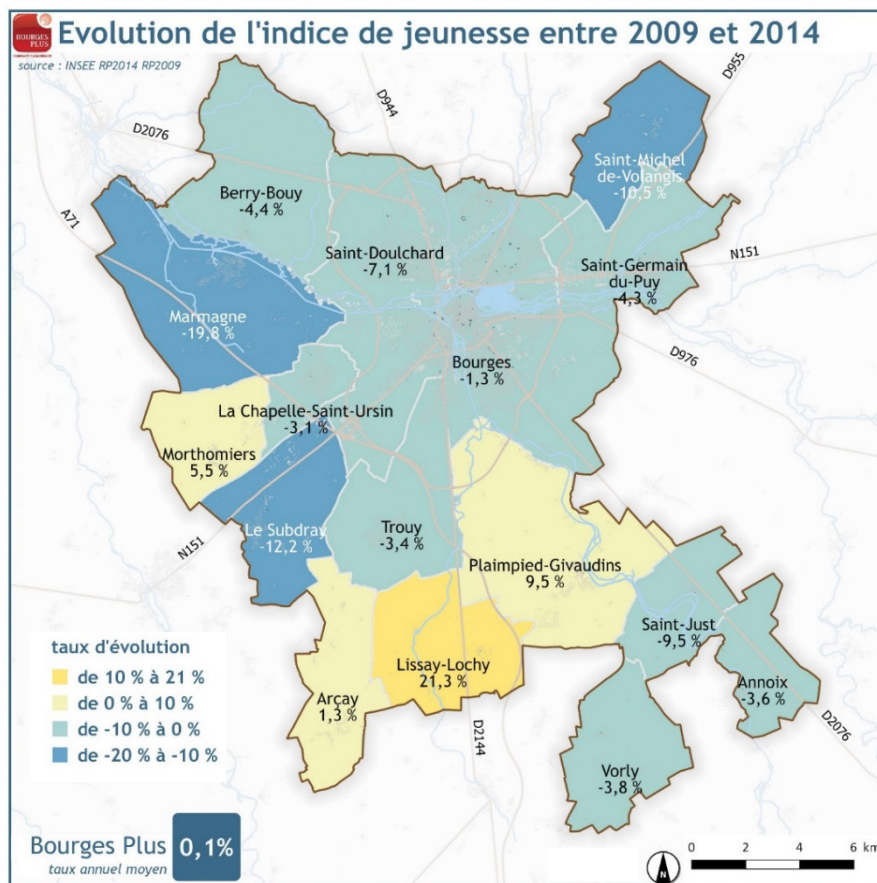 BOURGES
PLUS
Evolution de l'indice de jeunesse entre 2009 et 2014
source : INSEE RP2014 RP2009
D955
D944
D2076
Saint-Michel
de-Volangis
-10,5 %
Berry-Bouy
-4,4 %
A71
Saint-Doulchard
-7,1 %
N151
Saint-Germain
du-Puy
-4,3 %
Marmagne
-19,8 %
D976
Bourges
-1,3 %
La Chapelle-Saint-Ursin
-3,1 %
Morthomiers
5,5 %
Le Subdray
-12,2 %
Trouy
-3,4 %
N151
Plaimpied-Givaudins
9,5 %
Saint-Just
-9,5 %
Lissay-Lochy
21,3 %
Arçay
1,3 %
Annoix
-3,6 %
D2076
D2144
Vorly
-3,8 %
taux d'évolution
de 10 % à 21 %
de 0 % à 10 %
de -10 % à 0 %
de -20 % à -10 %
Bourges Plus
taux annuel moyen
0,1%
N
0 2 4 6 km